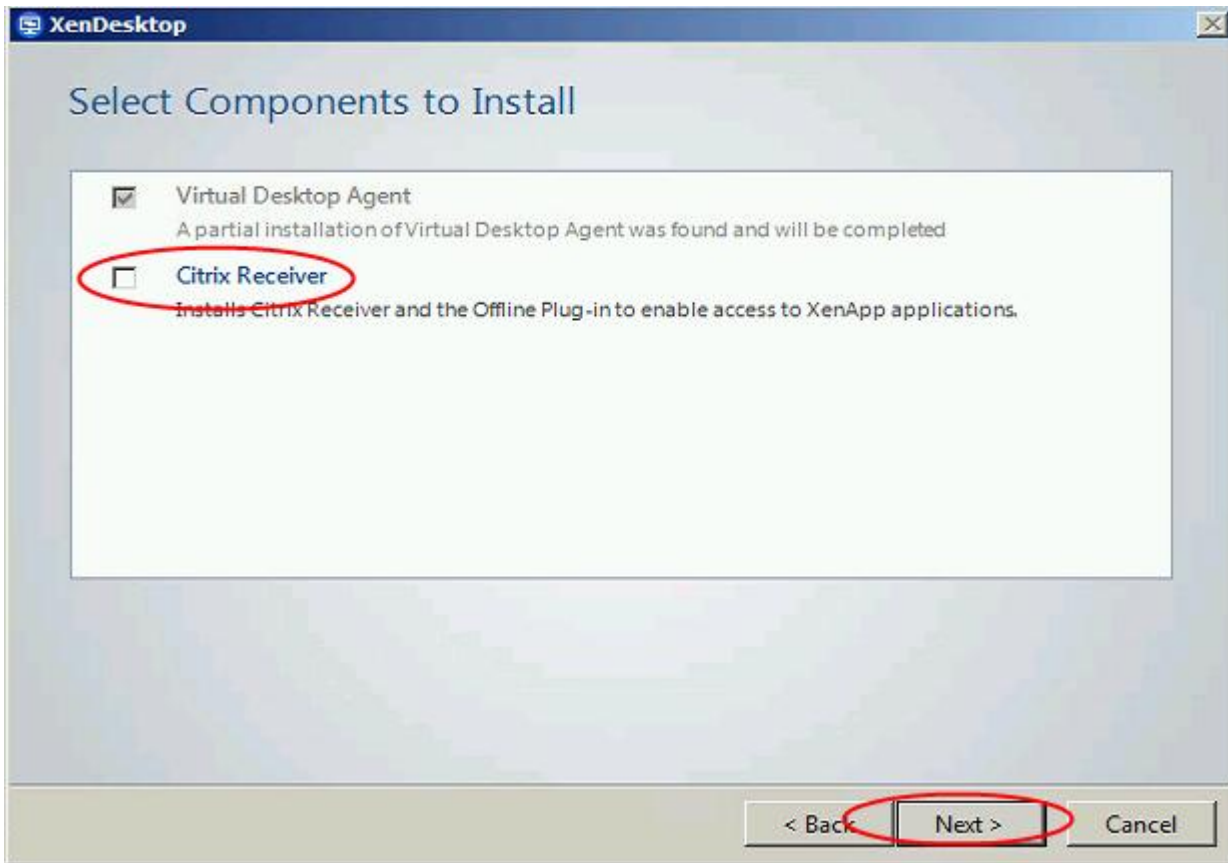 XenDesktop
Select Components to Install
Virtual Desktop Agent
A partial installation of Virtual Desktop Agent was found and will be completed
Citrix Receiver
Installs Citrix Receiver and the Offline Plug-in to enable access to XenApp applications.
< Back Next > Cancel